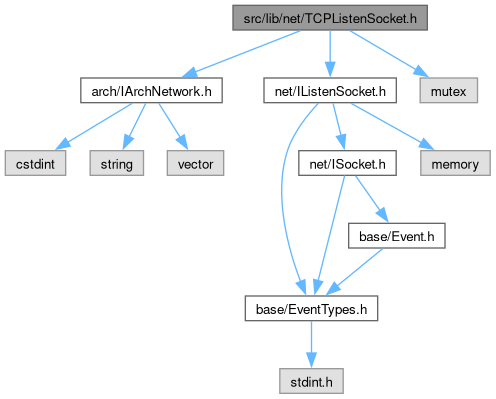 src/lib/net/TCPListenSocket.h
arch/IArchNetwork.h
net/IListenSocket.h
mutex
cstdint
string
vector
net/ISocket.h
memory
base/Event.h
base/EventTypes.h
stdint.h